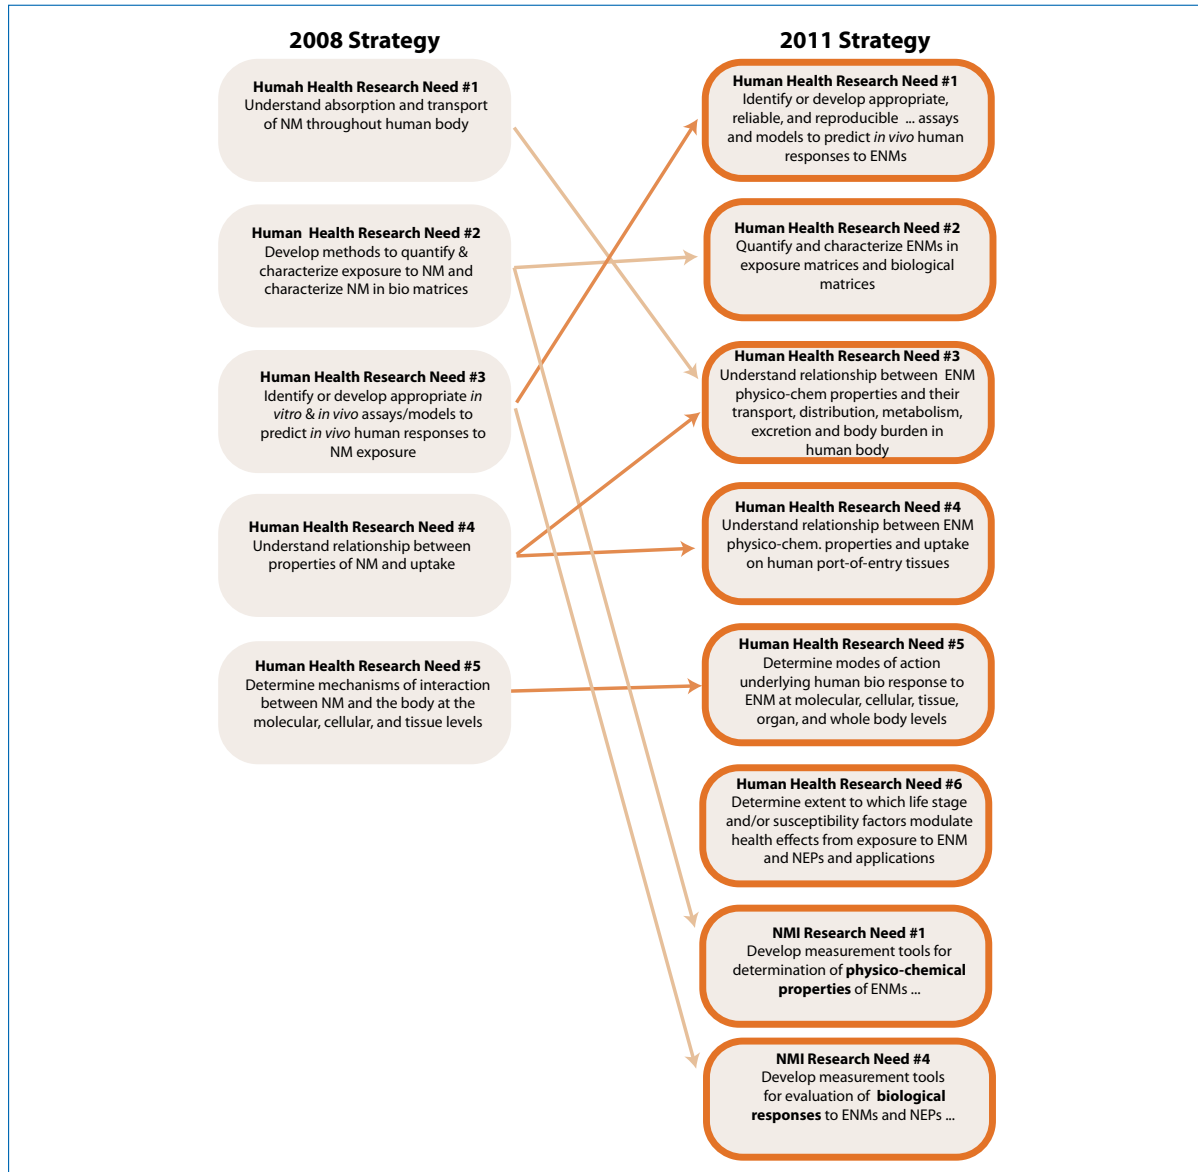 2008 Strategy
Humah Health Research Need #1
Understand absorption and transport
of NM throughout human body
Human Health Research Need #2
Develop methods to quantify &
characterize exposure to NM and
characterize NM in bio matrices
Human Health Research Need #3
Identify or develop appropriate in
vitro & in vivo assays/models to
predict in vivo human responses to
NM exposure
Human Health Research Need #4
Understand relationship between
properties of NM and uptake
Human Health Research Need #5
Determine mechanisms of interaction
between NM and the body at the
molecular, cellular, and tissue levels
2011 Strategy
Human Health Research Need #1
Identify or develop appropriate,
reliable, and reproducible ... assays
and models to predict in vivo human
responses to ENMs
Human Health Research Need #2
Quantify and characterize ENMs in
exposure matrices and biological
matrices
Human Health Research Need #3
Understand relationship between ENM
physico-chem properties and their
transport, distribution, metabolism,
excretion and body burden in
human body
Human Health Research Need #4
Understand relationship between ENM
physico-chem. properties and uptake
on human port-of-entry tissues
Human Health Research Need #5
Determine modes of action
underlying human bio response to
ENM at molecular, cellular, tissue,
organ, and whole body levels
Human Health Research Need #6
Determine extent to which life stage
and/or susceptibility factors modulate
health effects from exposure to ENM
and NEPs and applications
NMI Research Need #1
Develop measurement tools for
determination of physico-chemical
properties of ENMs ...
NMI Research Need #4
Develop measurement tools
for evaluation of biological
responses to ENMs and NEPs ...